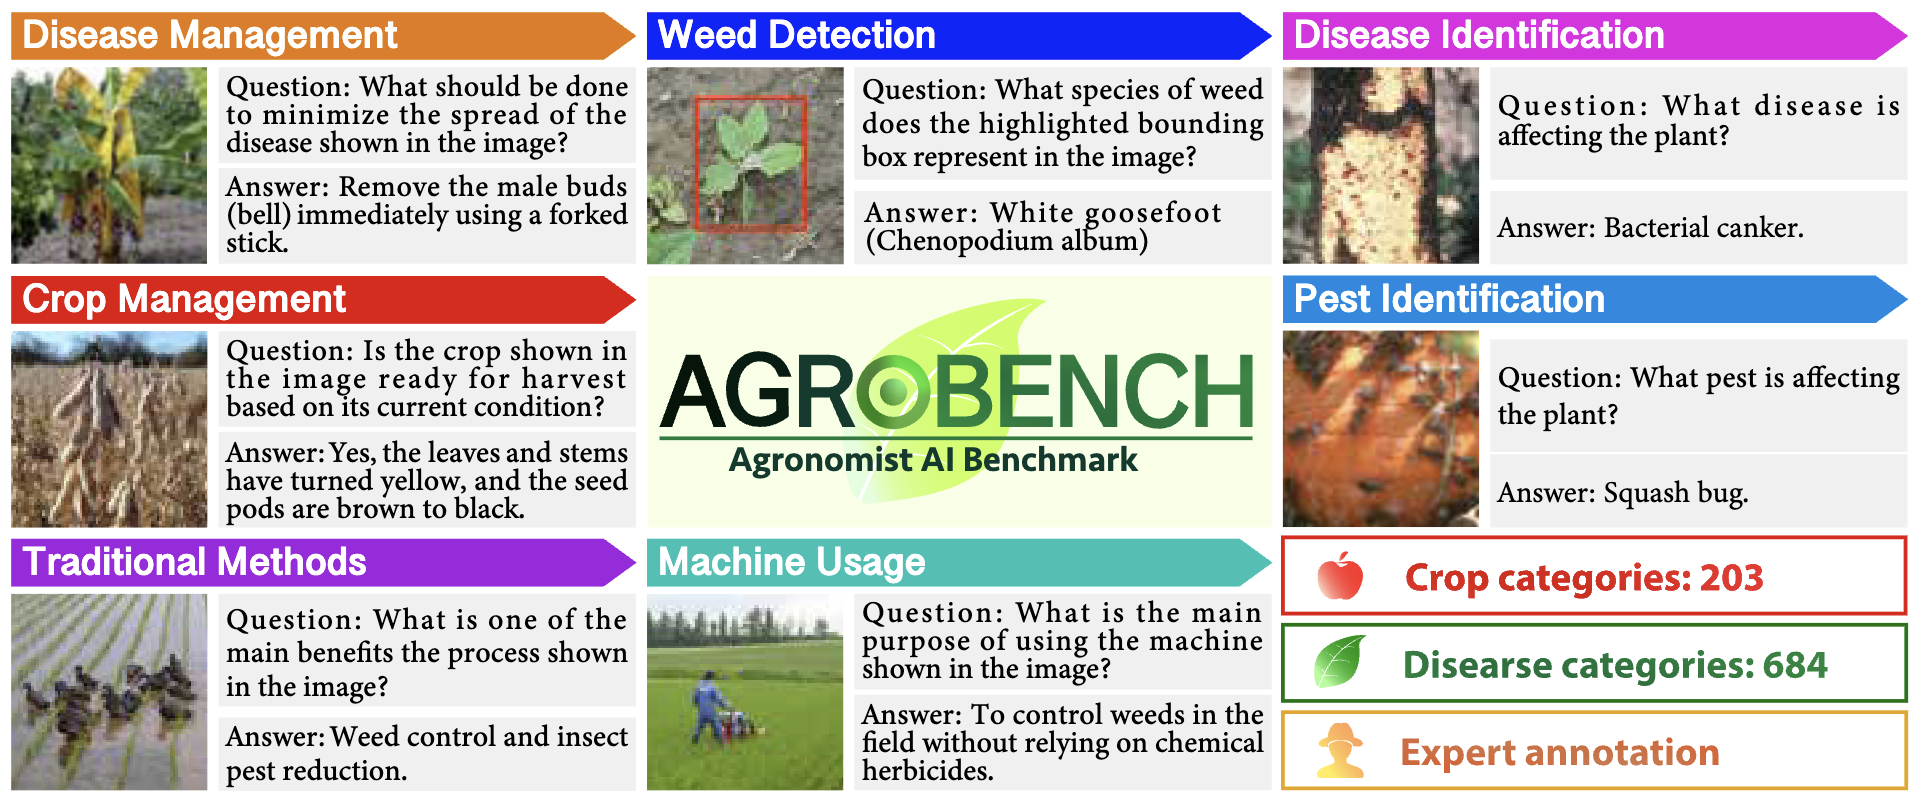 Disease Management
Question: What should be done
to minimize the spread of the
disease shown in the image?
Answer: Remove the male buds
(bell) immediately using a forked
stick.
Weed Detection
Question: What species of weed
does the highlighted bounding
box represent in the image?
Answer: White goosefoot
(Chenopodium album)
Disease Identification
Question: What disease is
affecting the plant?
Answer: Bacterial canker.
Crop Management
Question: Is the crop shown in
the image ready for harvest
based on its current condition?
Answer: Yes, the leaves and stems
have turned yellow, and the seed
pods are brown to black.
AGROBENCH
Agronomist AI Benchmark
Pest Identification
Question: What pest is affecting
the plant?
Answer: Squash bug.
Traditional Methods
Question: What is one of the
main benefits the process shown
in the image?
Answer: Weed control and insect
pest reduction.
Machine Usage
Question: What is the main
purpose of using the machine
shown in the image?
Answer: To control weeds in the
field without relying on chemical
herbicides.
Crop categories: 203
Disearse categories: 684
Expert annotation